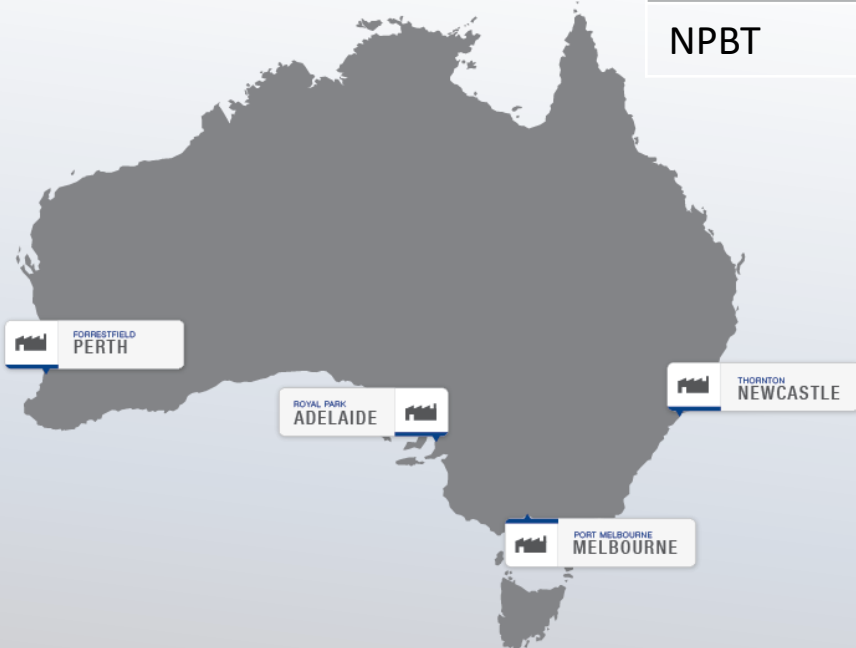 NPBT
FORRESTFIELD
PERTH
ROYAL PARK
ADELAIDE
THORNTON
NEWCASTLE
PORT MELBOURNE
MELBOURNE